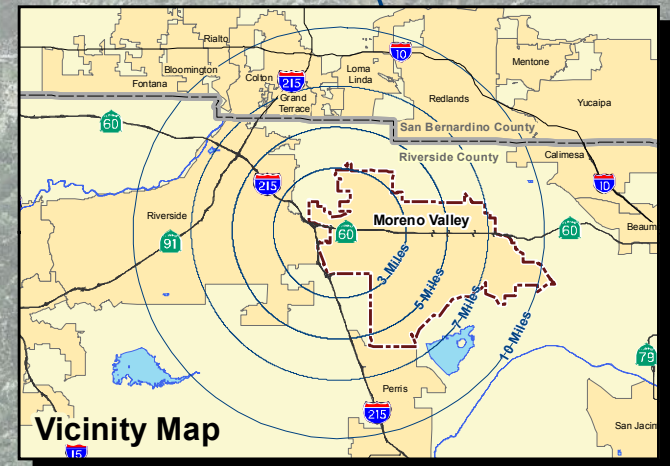 Rialto
10
Mentone
Bloomington
Loma
Linda
Colton
215
Fontana
Grand
Terrace
Redlands
Yucaipa
60
San Bernardino County
Riverside County
Calimesa
215
10
Riverside
Moreno Valley
60
60
Beaum
91
3 Miles
5 Miles
7 Miles
10 Miles
79
Perris
215
San Jacin
Vicinity Map
15